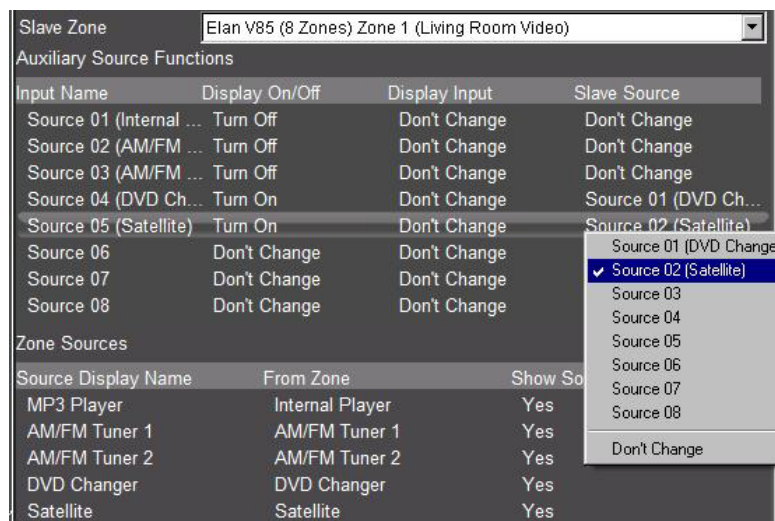 Slave Zone Elan V85 (8 Zones) Zone 1 (Living Room Video)
Auxiliary Source Functions
Input Name Display On/Off Display Input Slave Source
Source 01 (Internal ... Turn Off Don't Change Don't Change
Source 02 (AM/FM ... Turn Off Don't Change Don't Change
Source 03 (AM/FM ... Turn Off Don't Change Don't Change
Source 04 (DVD Ch... Turn On Don't Change Source 01 (DVD Ch...
Source 05 (Satellite) Turn On Don't Change Source 02 (Satellite)
Source 06 Don't Change Don't Change
Source 07 Don't Change Don't Change
Source 08 Don't Change Don't Change
Source 01 (DVD Change
✓ Source 02 (Satellite)
Source 03
Source 04
Source 05
Source 06
Source 07
Source 08
Don't Change
Zone Sources
Source Display Name From Zone Show So
MP3 Player Internal Player Yes
AM/FM Tuner 1 AM/FM Tuner 1 Yes
AM/FM Tuner 2 AM/FM Tuner 2 Yes
DVD Changer DVD Changer Yes
Satellite Satellite Yes